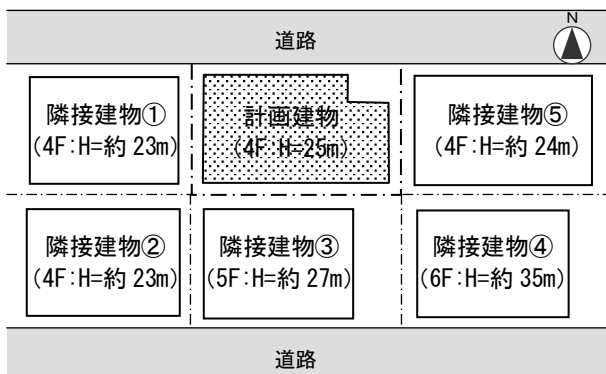 道路
N
隣接建物①
(4F:H=約 23m)
計画建物
(4F:H=25m)
隣接建物⑤
(4F:H=約 24m)
隣接建物②
(4F:H=約 23m)
隣接建物③
(5F:H=約 27m)
隣接建物④
(6F:H=約 35m)
道路